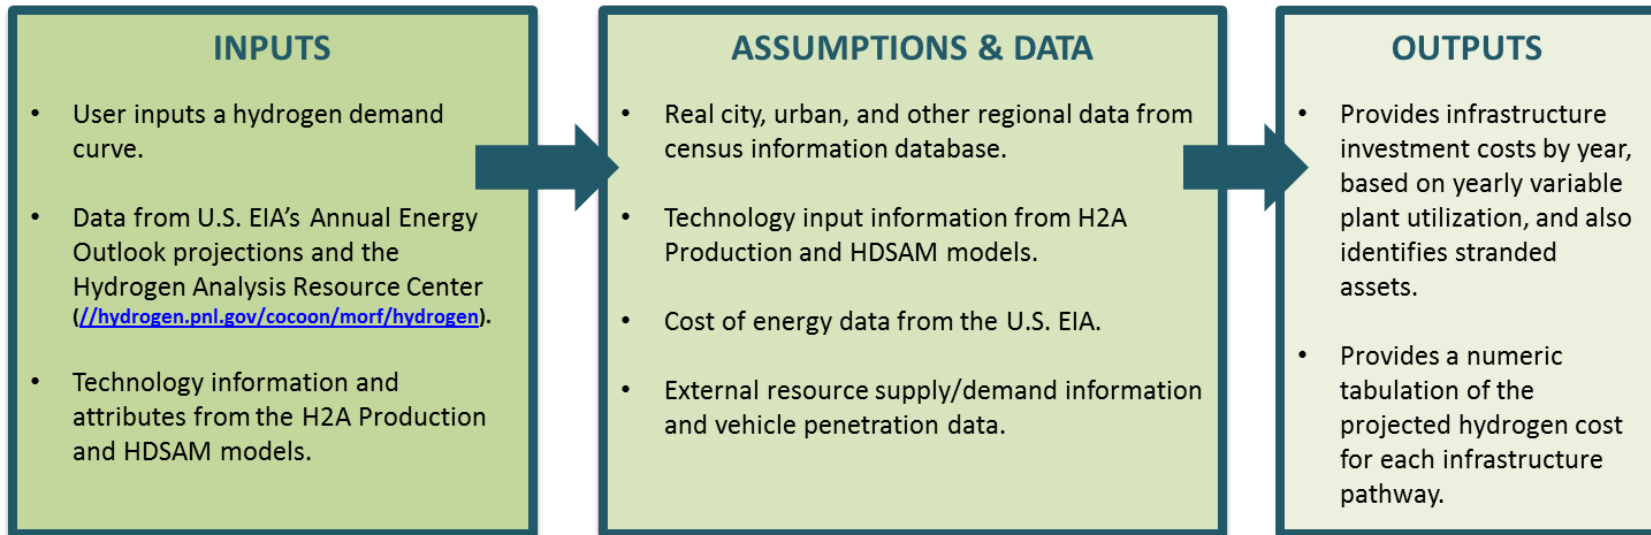 INPUTS
• User inputs a hydrogen demand
curve.
• Data from U.S. EIA’s Annual Energy
Outlook projections and the
Hydrogen Analysis Resource Center
(//hydrogen.pnl.gov/cocoon/morf/hydrogen).
• Technology information and
attributes from the H2A Production
and HDSAM models.
ASSUMPTIONS & DATA
• Real city, urban, and other regional data from
census information database.
• Technology input information from H2A
Production and HDSAM models.
• Cost of energy data from the U.S. EIA.
• External resource supply/demand information
and vehicle penetration data.
OUTPUTS
• Provides infrastructure
investment costs by year,
based on yearly variable
plant utilization, and also
identifies stranded
assets.
• Provides a numeric
tabulation of the
projected hydrogen cost
for each infrastructure
pathway.